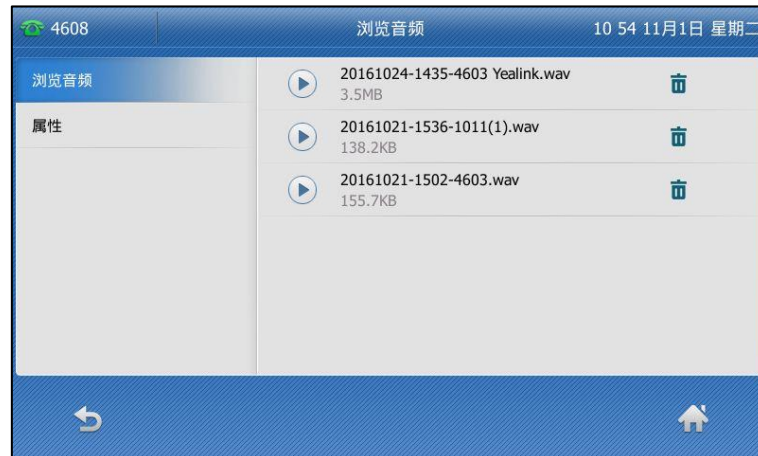 4608
浏览音频
10 54 11月1日 星期二
浏览音频
属性
20161024-1435-4603 Yealink.wav
3.5MB
20161021-1536-1011(1).wav
138.2KB
20161021-1502-4603.wav
155.7KB